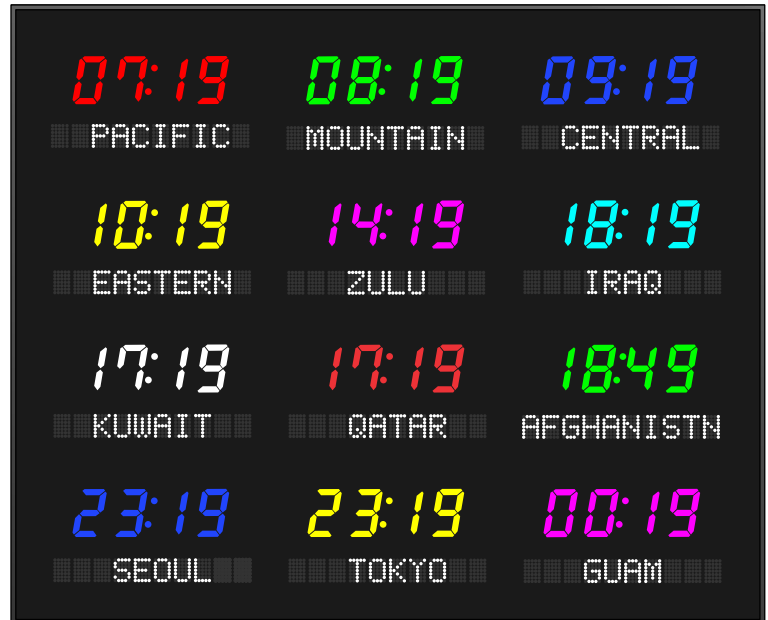 07:19 08:19 09:19
PACIFIC MOUNTAIN CENTRAL
10:19 14:19 18:19
EASTERN ZULU IRAQ
17:19 17:19 18:49
KUWAIT QATAR AFGHANISTN
23:19 23:19 00:19
SEOUL TOKYO GUAM